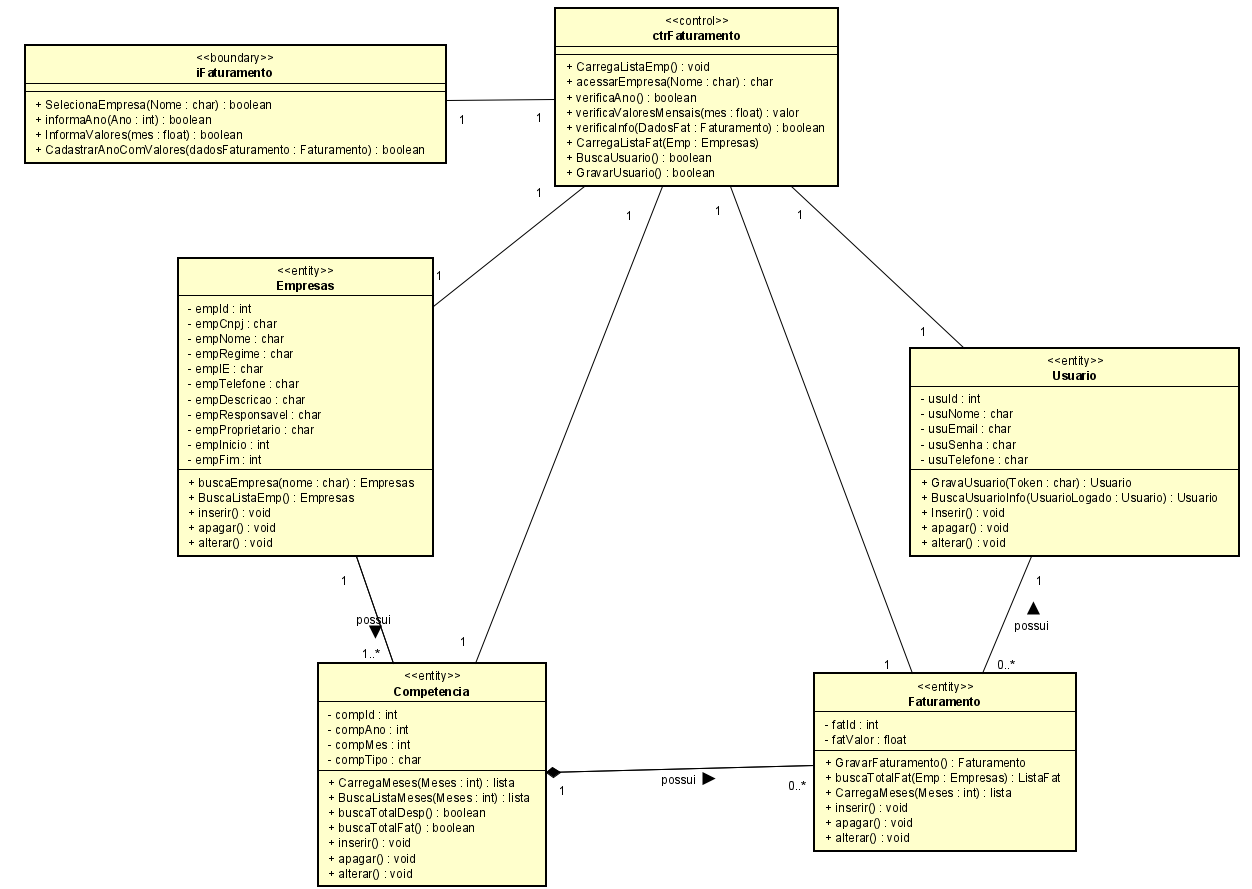 <<control>>
ctrFaturamento
+ CarregaListaEmp() : void
+ acessarEmpresa(Nome : char) : char
+ verificaAno() : boolean
+ verificaValoresMensais(mes : float) : valor
+ verificaInfo(DadosFat : Faturamento) : boolean
+ CarregaListaFat(Emp : Empresas)
+ BuscaUsuario() : boolean
+ GravarUsuario() : boolean
<<boundary>>
iFaturamento
+ SelecionaEmpresa(Nome : char) : boolean
+ informaAno(Ano : int) : boolean
+ InformaValores(mes : float) : boolean
+ CadastrarAnoComValores(dadosFaturamento : Faturamento) : boolean
1
1
1
1
1
1
1
1
<<entity>>
Empresas
- empId : int
- empCnpj : char
- empNome : char
- empRegime : char
- empIE : char
- empTelefone : char
- empDescricao : char
- empResponsavel : char
- empProprietario : char
- empInicio : int
- empFim : int
+ buscaEmpresa(nome : char) : Empresas
+ BuscaListaEmp() : Empresas
+ inserir() : void
+ apagar() : void
+ alterar() : void
<<entity>>
Usuario
- usuId : int
- usuNome : char
- usuEmail : char
- usuSenha : char
- usuTelefone : char
+ GravaUsuario(Token : char) : Usuario
+ BuscaUsuarioInfo(UsuarioLogado : Usuario) : Usuario
+ Inserir() : void
+ apagar() : void
+ alterar() : void
1
possui
1..*
1
1
possui
0..*
1
<<entity>>
Competencia
- compId : int
- compAno : int
- compMes : int
- compTipo : char
+ CarregaMeses(Meses : int) : lista
+ BuscaListaMeses(Meses : int) : lista
+ buscaTotalDesp() : boolean
+ buscaTotalFat() : boolean
+ inserir() : void
+ apagar() : void
+ alterar() : void
1
possui
0..*
<<entity>>
Faturamento
- fatId : int
- fatValor : float
+ GravarFaturamento() : Faturamento
+ buscaTotalFat(Emp : Empresas) : ListaFat
+ CarregaMeses(Meses : int) : lista
+ inserir() : void
+ apagar() : void
+ alterar() : void